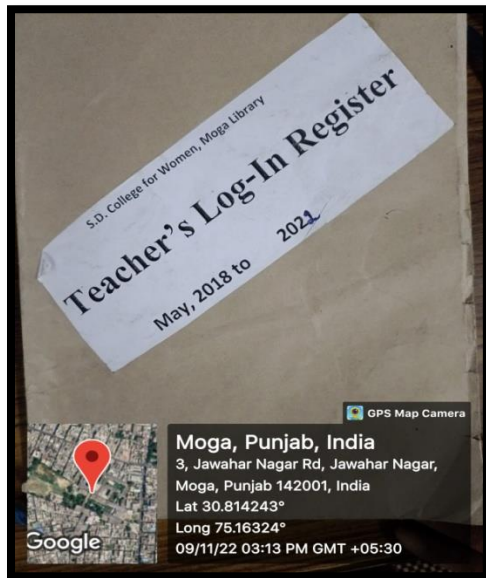 S.D. College for Women, Moga Library
Teacher's Log-In Register
May, 2018 to 2022
GPS Map Camera
Moga, Punjab, India
3, Jawahar Nagar Rd, Jawahar Nagar,
Moga, Punjab 142001, India
Lat 30.814243°
Long 75.16324°
09/11/22 03:13 PM GMT +05:30
Google